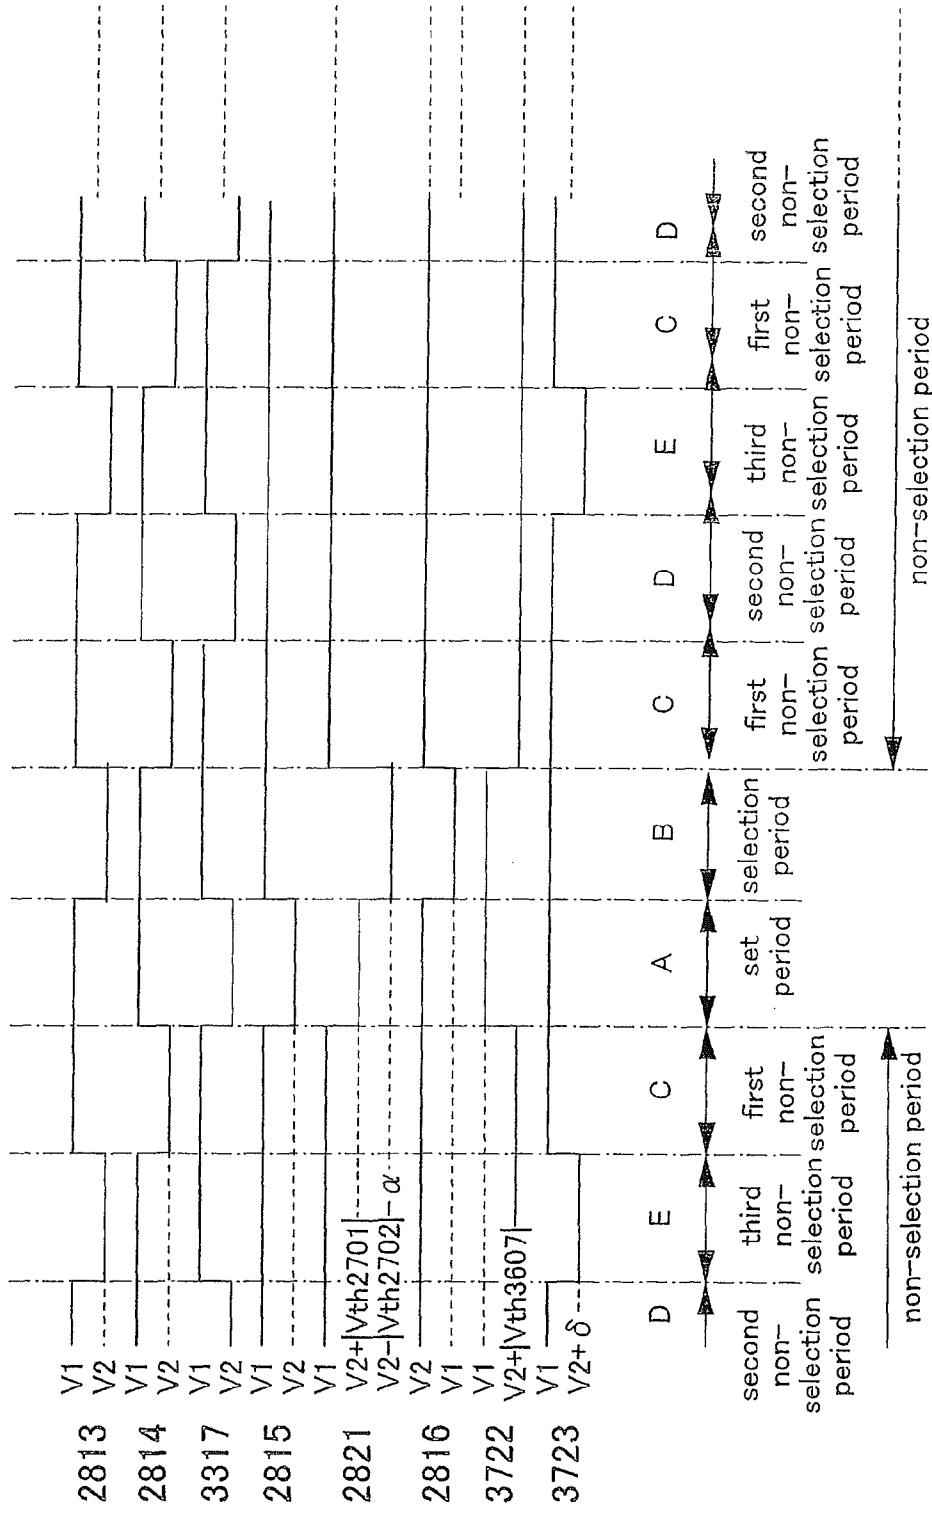 2813 V1
V2
2814 V1
V2
3317 V1
V2
2815 V1
V2
2821 V1
V2+|Vth2701|
V2-|Vth2702|-α
2816 V2
V1
3722 V1
V2+|Vth3607|
3723 V1
V2+δ
D E C A B C D E C D
second
non-
selection
period
third
non-
selection
period
first
non-
selection
period
set
period
selection
period
first
non-
selection
period
second
non-
selection
period
third
non-
selection
period
first
non-
selection
period
second
non-
selection
period
non-selection period
non-selection period